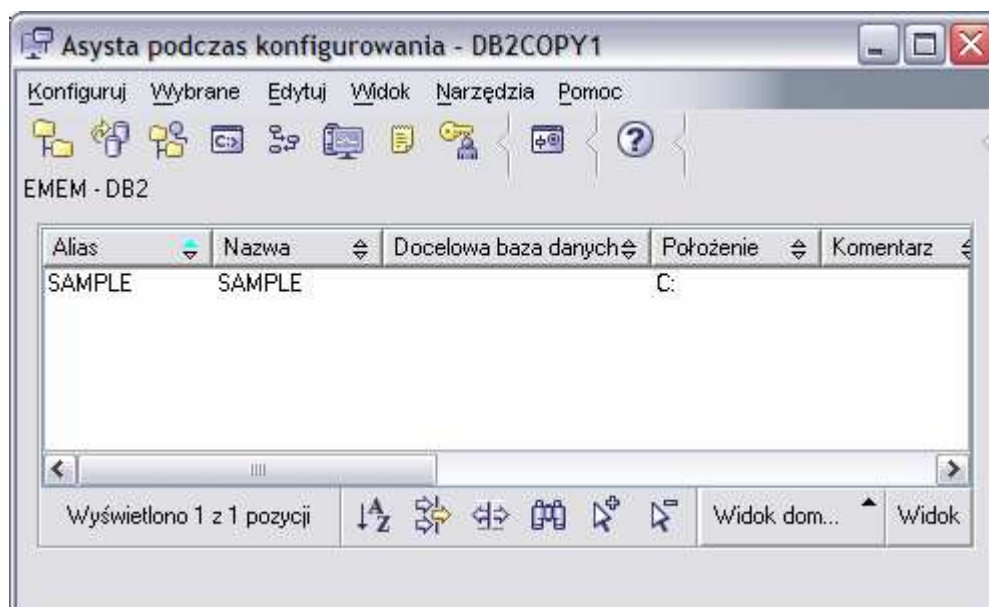 Asysta podczas konfigurowania - DB2COPY1
Konfiguruj Wybrane Edytuj Widok Narzędzia Pomoc
EMEM - DB2
Alias Nazwa Docelowa baza danych Położenie Komentarz
SAMPLE SAMPLE C:
Wyświetlono 1 z 1 pozycji Widok dom... Widok